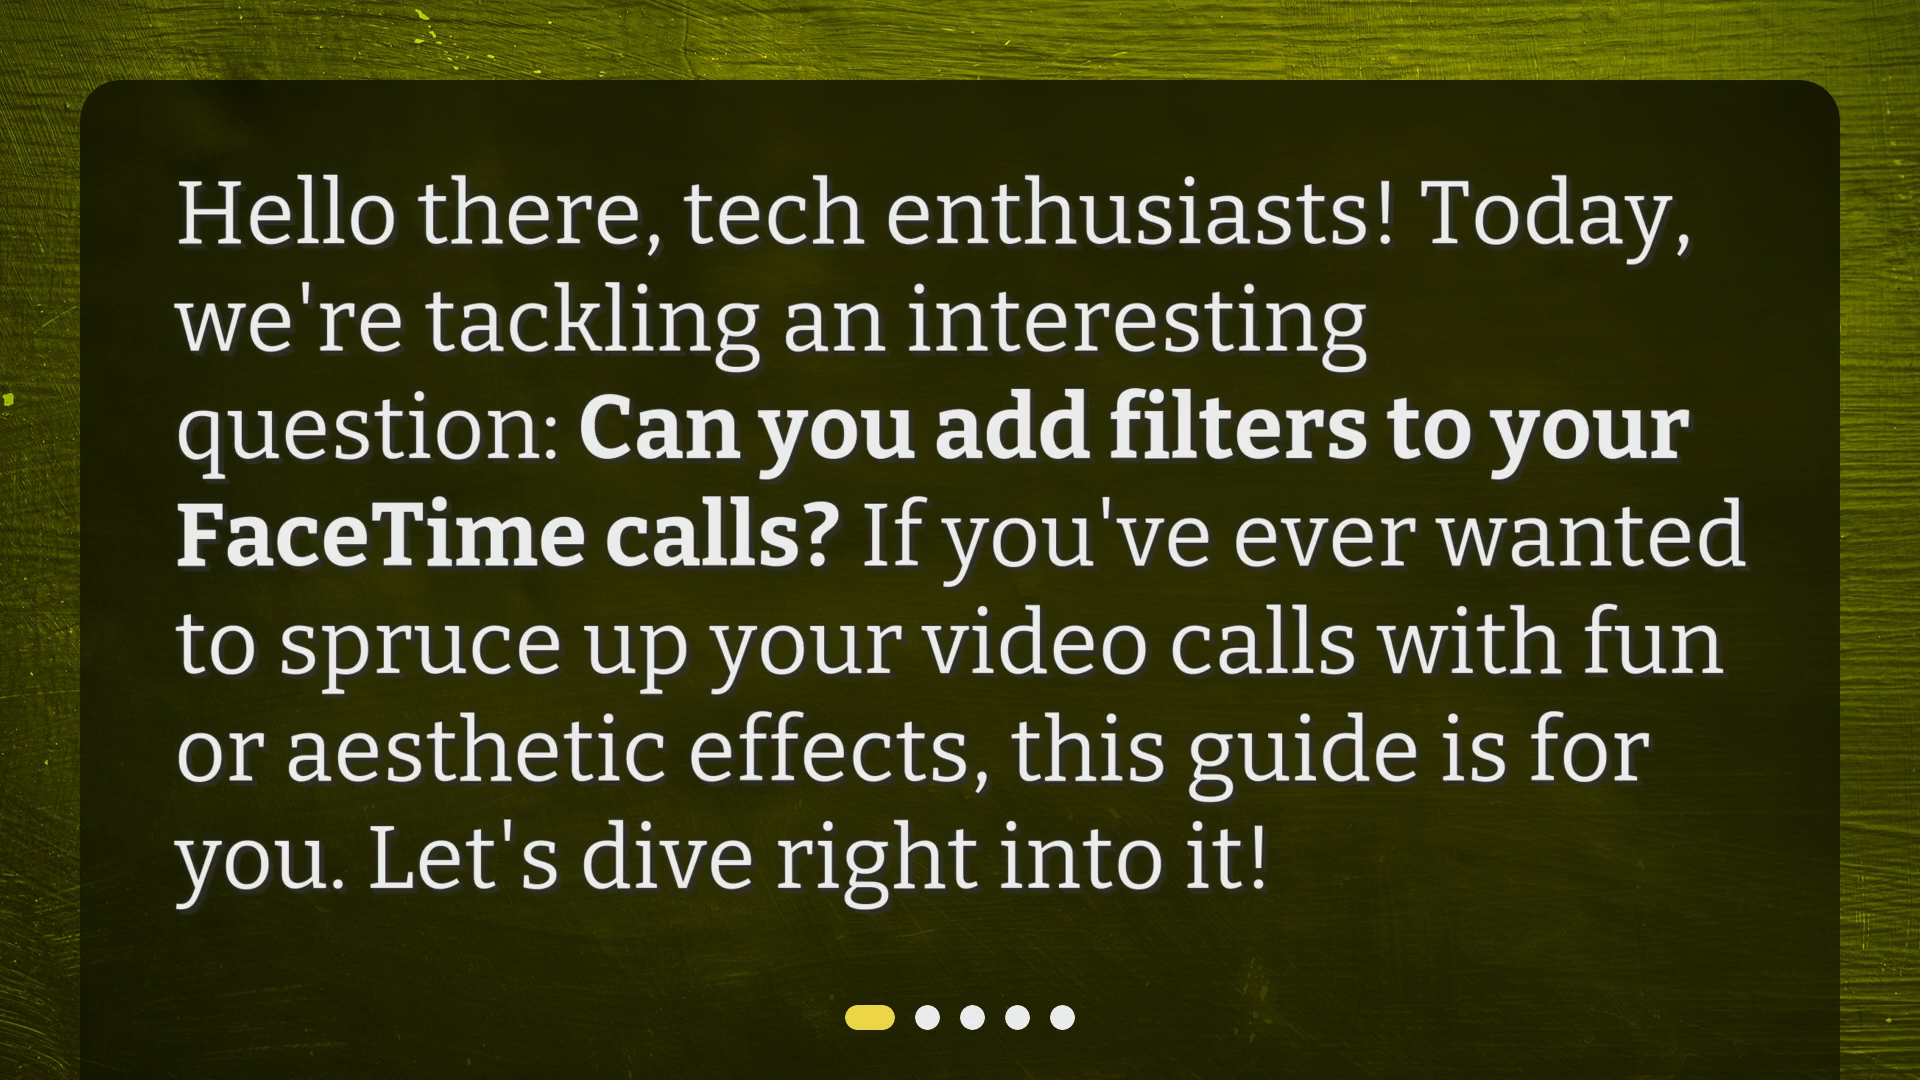 Hello there, tech enthusiasts! Today,
we're tackling an interesting
question: Can you add filters to your
FaceTime calls? If you've ever wanted
to spruce up your video calls with fun
or aesthetic effects, this guide is for
you. Let's dive right into it!